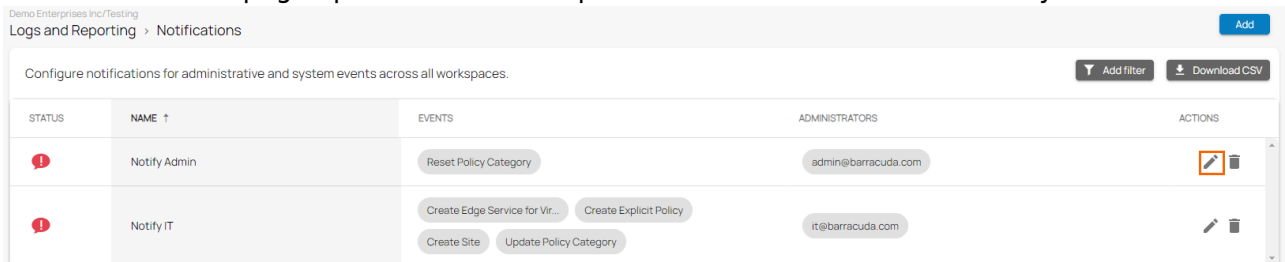 Demo Enterprises Inc/Testing
Logs and Reporting > Notifications
Add
Configure notifications for administrative and system events across all workspaces.
Add filter
Download CSV
STATUS NAME ↑ EVENTS ADMINISTRATORS ACTIONS
Notify Admin Reset Policy Category admin@barracuda.com
Create Edge Service for Vir... Create Explicit Policy
Notify IT it@barracuda.com
Create Site Update Policy Category